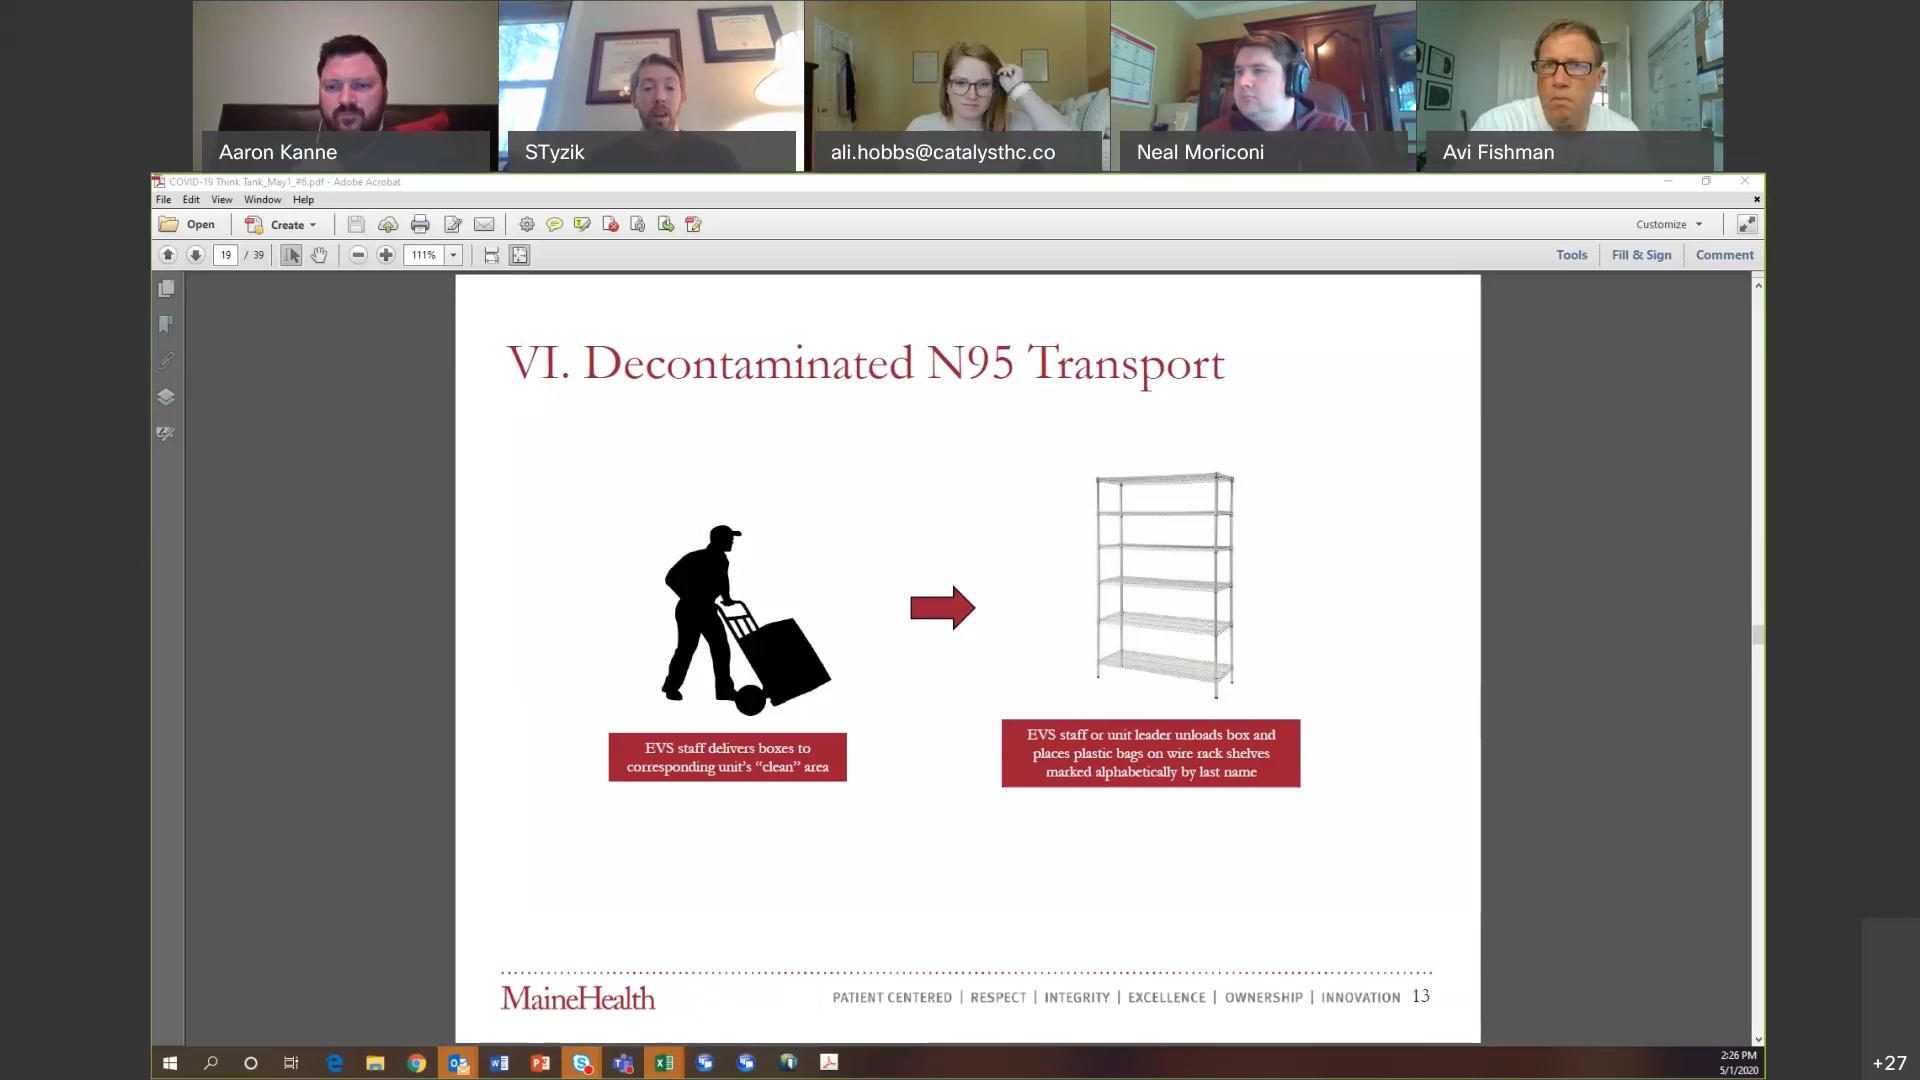 Aaron Kanne
STyzik
ali.hobbs@catalysthc.co
Neal Moriconi
Avi Fishman
COVID-19 Think Tank_May1_#6.pdf - Adobe Acrobat
File Edit View Window Help
Open Create Customize
19 / 39 111% Tools Fill & Sign Comment
VI. Decontaminated N95 Transport
EVS staff delivers boxes to
corresponding unit's “clean” area
EVS staff or unit leader unloads box and
places plastic bags on wire rack shelves
marked alphabetically by last name
MaineHealth
PATIENT CENTERED | RESPECT | INTEGRITY | EXCELLENCE | OWNERSHIP | INNOVATION 13
2:26 PM
5/1/2020
+27